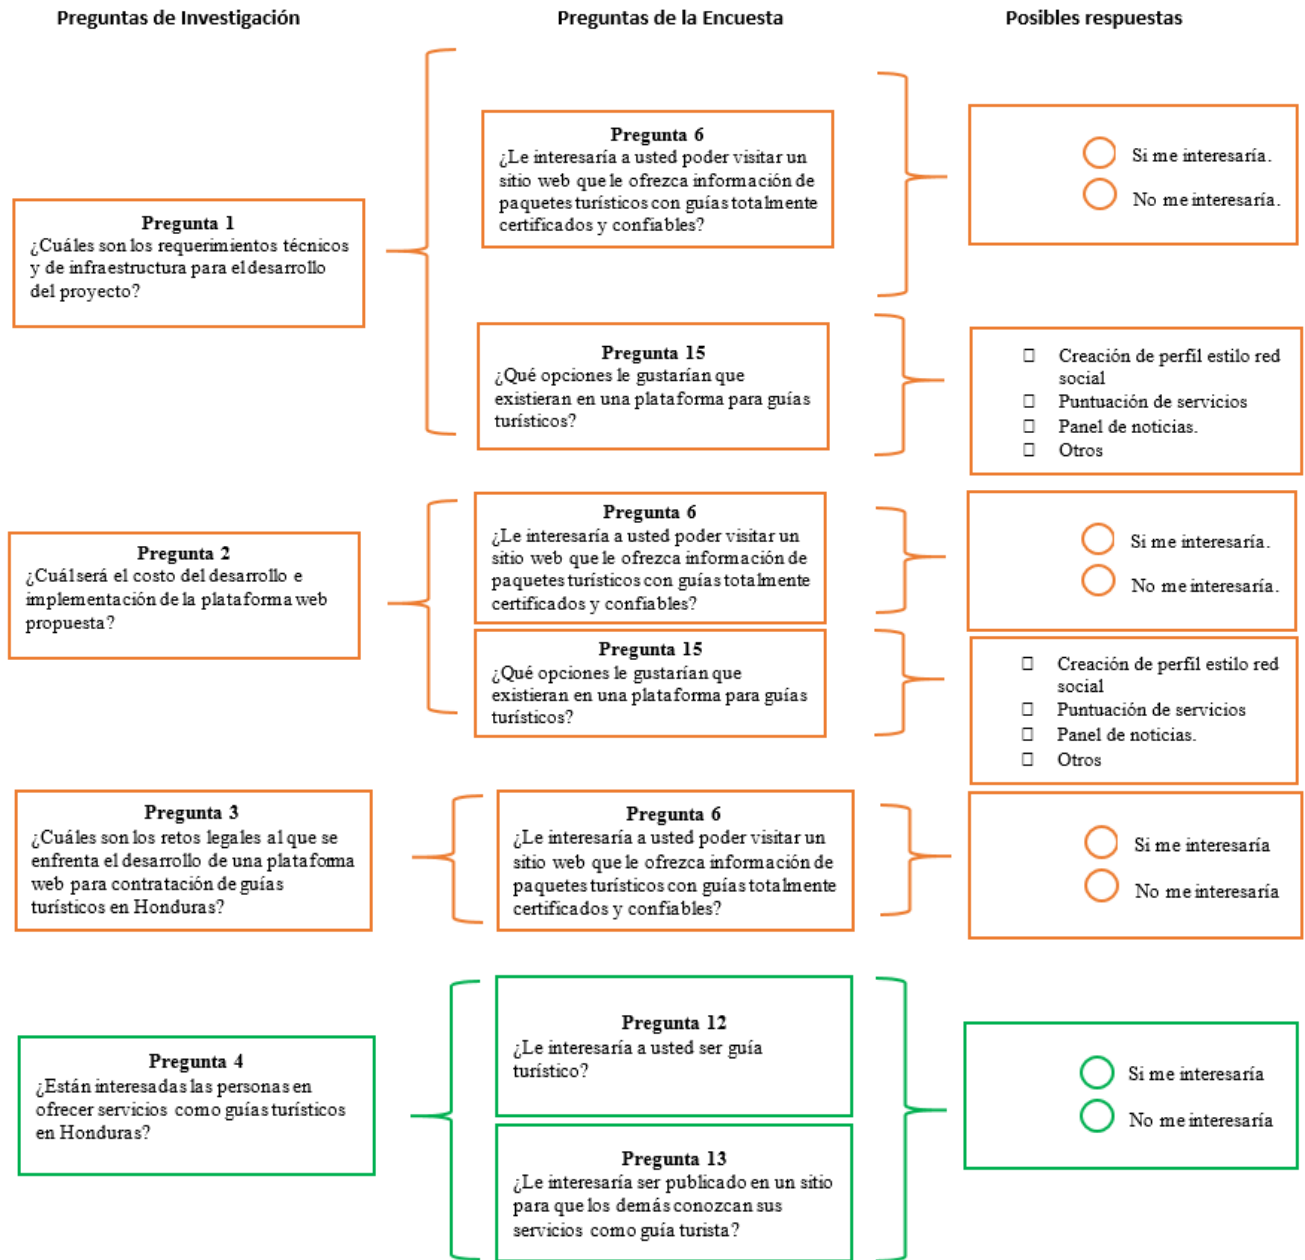 Preguntas de Investigación
Preguntas de la Encuesta
Posibles respuestas
Pregunta 1
¿Cuáles son los requerimientos técnicos
y de infraestructura para el desarrollo
del proyecto?
Pregunta 6
¿Le interesaría a usted poder visitar un
sitio web que le ofrezca información de
paquetes turísticos con guías totalmente
certificados y confiables?
Si me interesaría.
No me interesaría.
Pregunta 15
¿Qué opciones le gustarían que
existieran en una plataforma para guías
turísticos?
Creación de perfil estilo red
social
Puntuación de servicios
Panel de noticias.
Otros
Pregunta 2
¿Cuál será el costo del desarrollo e
implementación de la plataforma web
propuesta?
Pregunta 6
¿Le interesaría a usted poder visitar un
sitio web que le ofrezca información de
paquetes turísticos con guías totalmente
certificados y confiables?
Si me interesaría.
No me interesaría.
Pregunta 15
¿Qué opciones le gustarían que
existieran en una plataforma para guías
turísticos?
Creación de perfil estilo red
social
Puntuación de servicios
Panel de noticias.
Otros
Pregunta 3
¿Cuáles son los retos legales al que se
enfrenta el desarrollo de una plataforma
web para contratación de guías
turísticos en Honduras?
Pregunta 6
¿Le interesaría a usted poder visitar un
sitio web que le ofrezca información de
paquetes turísticos con guías totalmente
certificados y confiables?
Si me interesaría
No me interesaría
Pregunta 4
¿Están interesadas las personas en
ofrecer servicios como guías turísticos
en Honduras?
Pregunta 12
¿Le interesaría a usted ser guía
turístico?
Pregunta 13
¿Le interesaría ser publicado en un sitio
para que los demás conozcan sus
servicios como guía turista?
Si me interesaría
No me interesaría